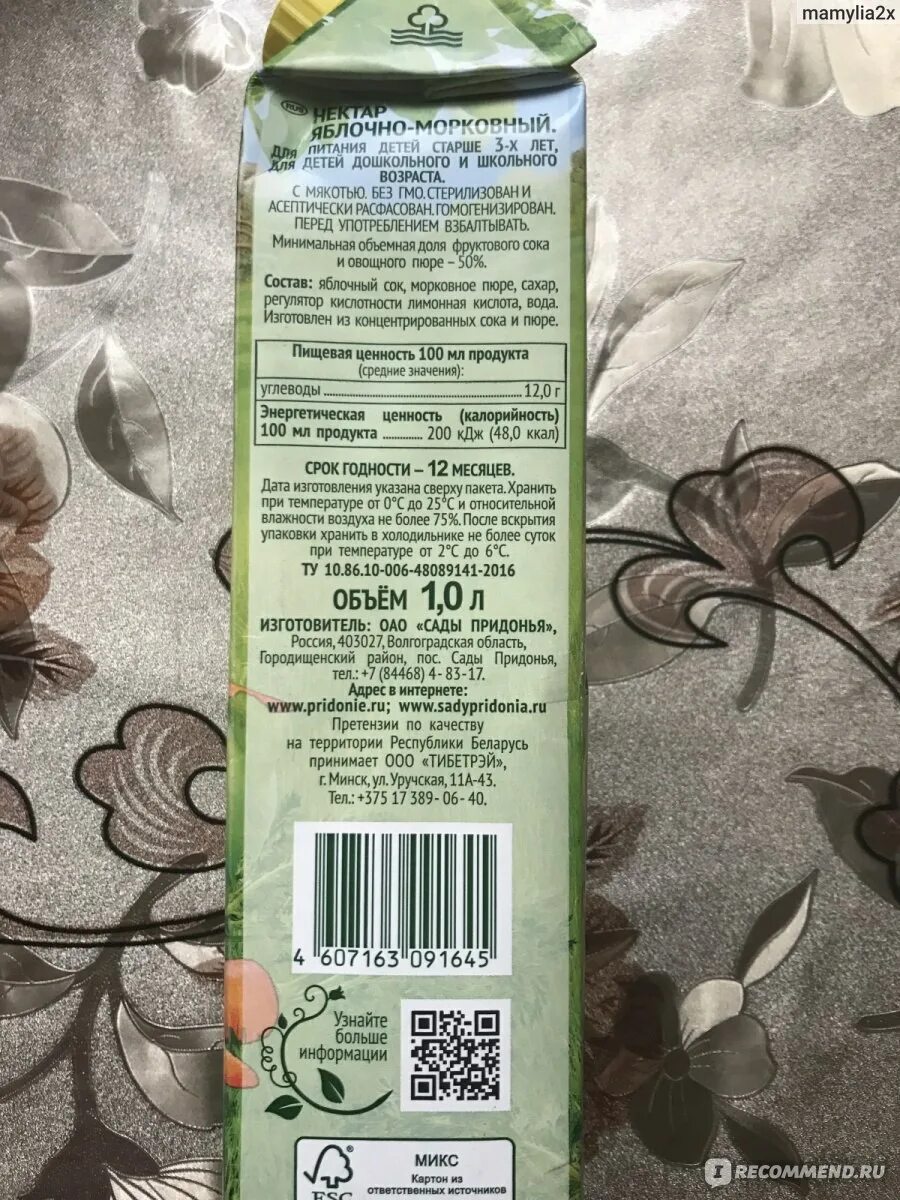 mamylia2x
RUS
НЕКТАР
ЯБЛОЧНО-МОРКОВНЫЙ.
ДЛЯ ПИТАНИЯ ДЕТЕЙ СТАРШЕ 3-Х ЛЕТ,
ДЛЯ ДЕТЕЙ ДОШКОЛЬНОГО И ШКОЛЬНОГО
ВОЗРАСТА.
С МЯКОТЬЮ. БЕЗ ГМО. СТЕРИЛИЗОВАН И
АСЕПТИЧЕСКИ РАСФАСОВАН. ГОМОГЕНИЗИРОВАН.
ПЕРЕД УПОТРЕБЛЕНИЕМ ВЗБАЛТЫВАТЬ.
Минимальная объемная доля фруктового сока
и овощного пюре – 50%.
Состав: яблочный сок, морковное пюре, сахар,
регулятор кислотности лимонная кислота, вода.
Изготовлен из концентрированных сока и пюре.
Пищевая ценность 100 мл продукта
(средние значения):
углеводы ........ 12,0 г
Энергетическая ценность (калорийность)
100 мл продукта ........ 200 кДж (48,0 ккал)
СРОК ГОДНОСТИ – 12 МЕСЯЦЕВ.
Дата изготовления указана сверху пакета. Хранить
при температуре от 0°С до 25°С и относительной
влажности воздуха не более 75%. После вскрытия
упаковки хранить в холодильнике не более суток
при температуре от 2°С до 6°С.
ТУ 10.86.10-006-48089141-2016
ОБЪЁМ 1,0 л
ИЗГОТОВИТЕЛЬ: ОАО «САДЫ ПРИДОНЬЯ»,
Россия, 403027, Волгоградская область,
Городищенский район, пос. Сады Придонья,
тел.: +7 (84468) 4- 83-17.
Адрес в интернете:
www.pridonie.ru; www.sadypridonia.ru
Претензии по качеству
на территории Республики Беларусь
принимает ООО «ТИБЕТРЭЙ»,
г. Минск, ул. Уручская, 11А-43.
Тел.: +375 17 389- 06- 40.
4 607163 091645
Узнайте
больше
информации
FSC
МИКС
Картон из
ответственных источников
IRECOMMEND.RU